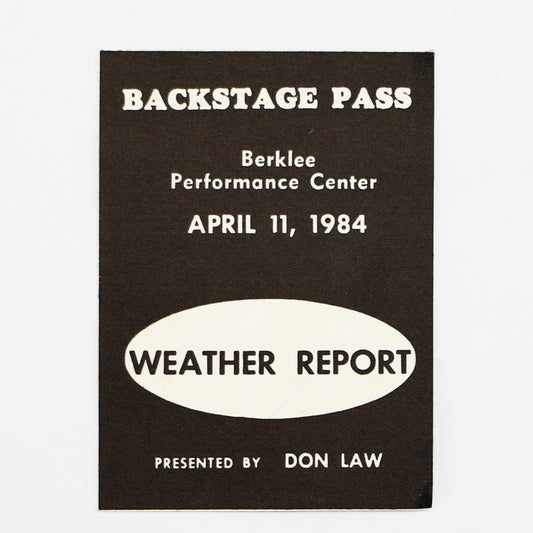 BACKSTAGE PASS
Berklee
Performance Center
APRIL 11, 1984
WEATHER REPORT
PRESENTED BY DON LAW